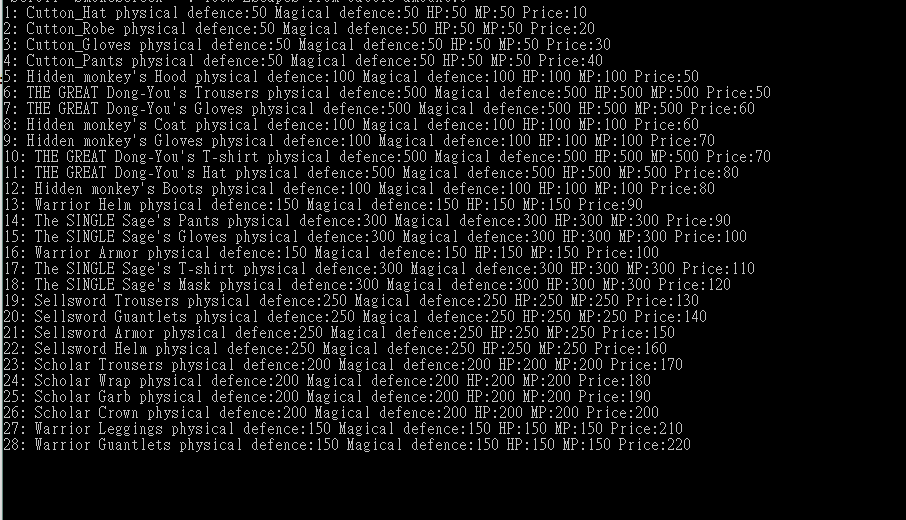 1: Cutton_Hat physical defence:50 Magical defence:50 HP:50 MP:50 Price:10
2: Cutton_Robe physical defence:50 Magical defence:50 HP:50 MP:50 Price:20
3: Cutton_Gloves physical defence:50 Magical defence:50 HP:50 MP:50 Price:30
4: Cutton_Pants physical defence:50 Magical defence:50 HP:50 MP:50 Price:40
5: Hidden monkey's Hood physical defence:100 Magical defence:100 HP:100 MP:100 Price:50
6: THE GREAT Dong-You's Trousers physical defence:500 Magical defence:500 HP:500 MP:500 Price:50
7: THE GREAT Dong-You's Gloves physical defence:500 Magical defence:500 HP:500 MP:500 Price:60
8: Hidden monkey's Coat physical defence:100 Magical defence:100 HP:100 MP:100 Price:60
9: Hidden monkey's Gloves physical defence:100 Magical defence:100 HP:100 MP:100 Price:70
10: THE GREAT Dong-You's T-shirt physical defence:500 Magical defence:500 HP:500 MP:500 Price:70
11: THE GREAT Dong-You's Hat physical defence:500 Magical defence:500 HP:500 MP:500 Price:80
12: Hidden monkey's Boots physical defence:100 Magical defence:100 HP:100 MP:100 Price:80
13: Warrior Helm physical defence:150 Magical defence:150 HP:150 MP:150 Price:90
14: The SINGLE Sage's Pants physical defence:300 Magical defence:300 HP:300 MP:300 Price:90
15: The SINGLE Sage's Gloves physical defence:300 Magical defence:300 HP:300 MP:300 Price:100
16: Warrior Armor physical defence:150 Magical defence:150 HP:150 MP:150 Price:100
17: The SINGLE Sage's T-shirt physical defence:300 Magical defence:300 HP:300 MP:300 Price:110
18: The SINGLE Sage's Mask physical defence:300 Magical defence:300 HP:300 MP:300 Price:120
19: Sellsword Trousers physical defence:250 Magical defence:250 HP:250 MP:250 Price:130
20: Sellsword Guantlets physical defence:250 Magical defence:250 HP:250 MP:250 Price:140
21: Sellsword Armor physical defence:250 Magical defence:250 HP:250 MP:250 Price:150
22: Sellsword Helm physical defence:250 Magical defence:250 HP:250 MP:250 Price:160
23: Scholar Trousers physical defence:200 Magical defence:200 HP:200 MP:200 Price:170
24: Scholar Wrap physical defence:200 Magical defence:200 HP:200 MP:200 Price:180
25: Scholar Garb physical defence:200 Magical defence:200 HP:200 MP:200 Price:190
26: Scholar Crown physical defence:200 Magical defence:200 HP:200 MP:200 Price:200
27: Warrior Leggings physical defence:150 Magical defence:150 HP:150 MP:150 Price:210
28: Warrior Guantlets physical defence:150 Magical defence:150 HP:150 MP:150 Price:220